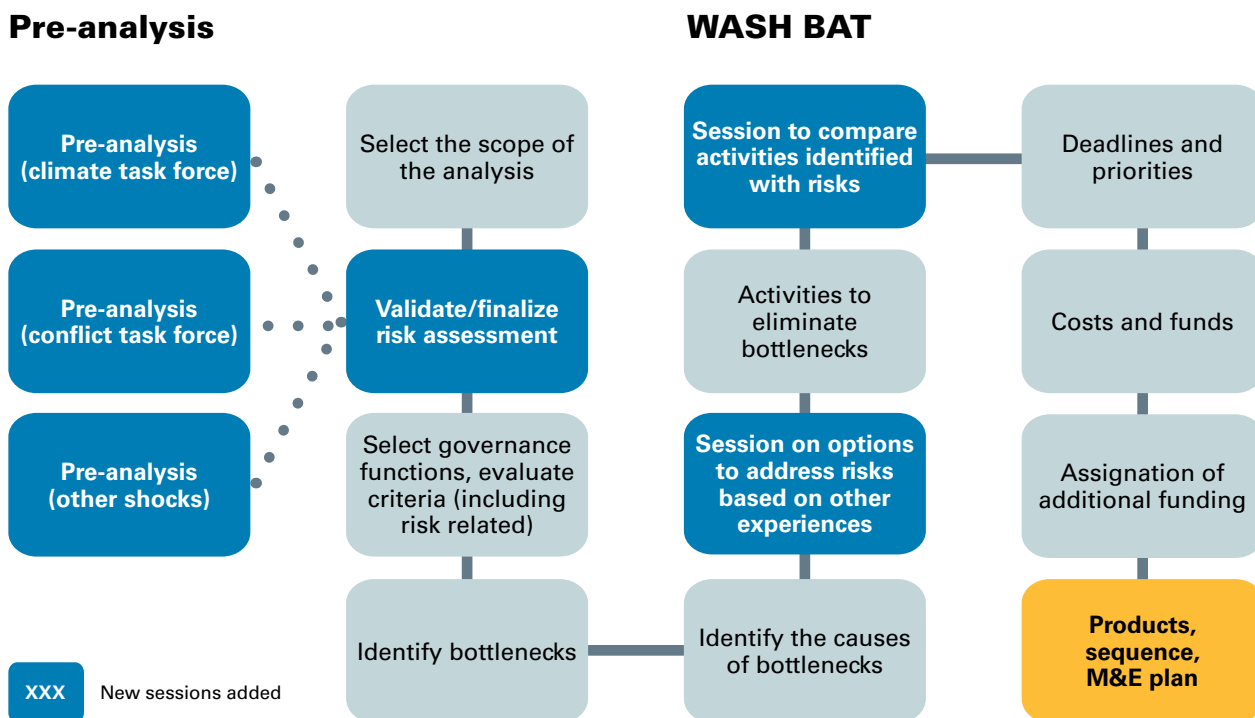 Pre-analysis
WASH BAT
Pre-analysis
(climate task force)
Pre-analysis
(conflict task force)
Pre-analysis
(other shocks)
Select the scope of
the analysis
Validate/finalize
risk assessment
Select governance
functions, evaluate
criteria (including
risk related)
Identify bottlenecks
Identify the causes
of bottlenecks
Session on options
to address risks
based on other
experiences
Activities to
eliminate
bottlenecks
Session to compare
activities identified
with risks
Deadlines and
priorities
Costs and funds
Assignation of
additional funding
Products,
sequence,
M&E plan
XXX
New sessions added